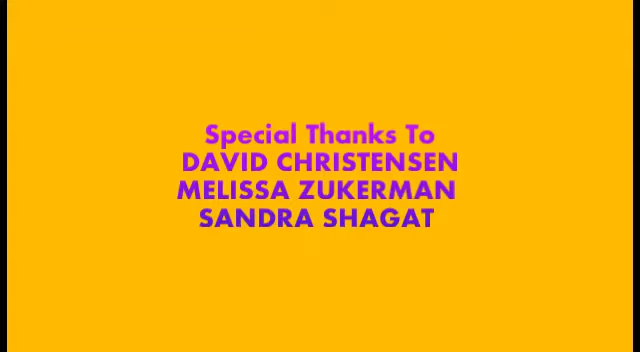 Special Thanks To
DAVID CHRISTENSEN
MELISSA ZUKERMAN
SANDRA SHAGAT